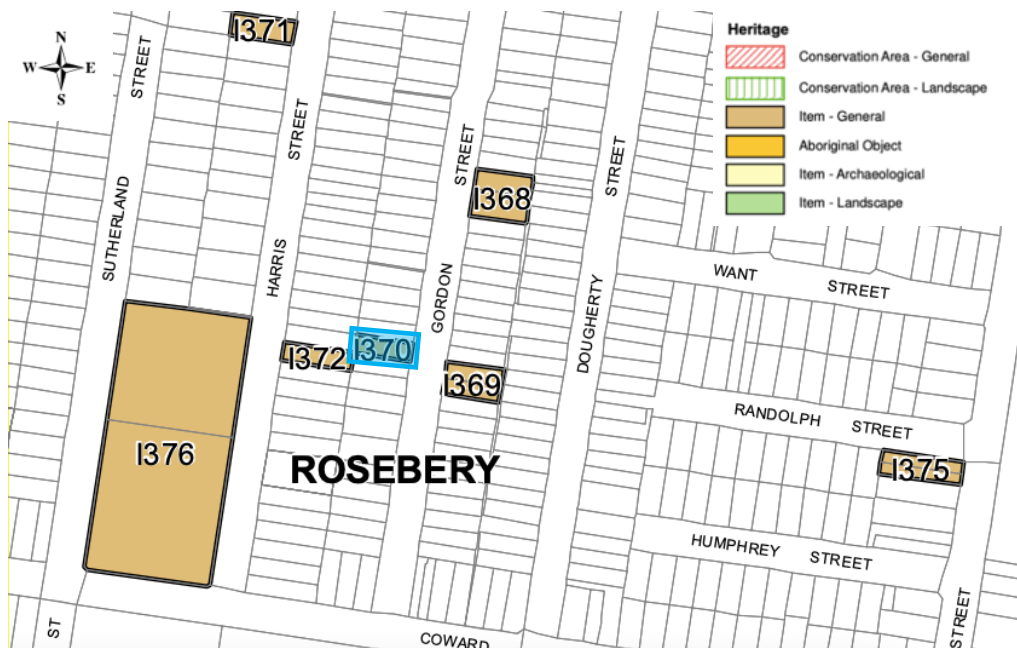 I371
N
W E
S
STREET
STREET
STREET
STREET
SUTHERLAND
HARRIS
GORDON
DOUGHERTY
I368
WANT STREET
I372
I370
I369
RANDOLPH STREET
I376
ROSEBERY
I375
HUMPHREY STREET
STREET
ST
COWARD
Heritage
Conservation Area - General
Conservation Area - Landscape
Item - General
Aboriginal Object
Item - Archaeological
Item - Landscape